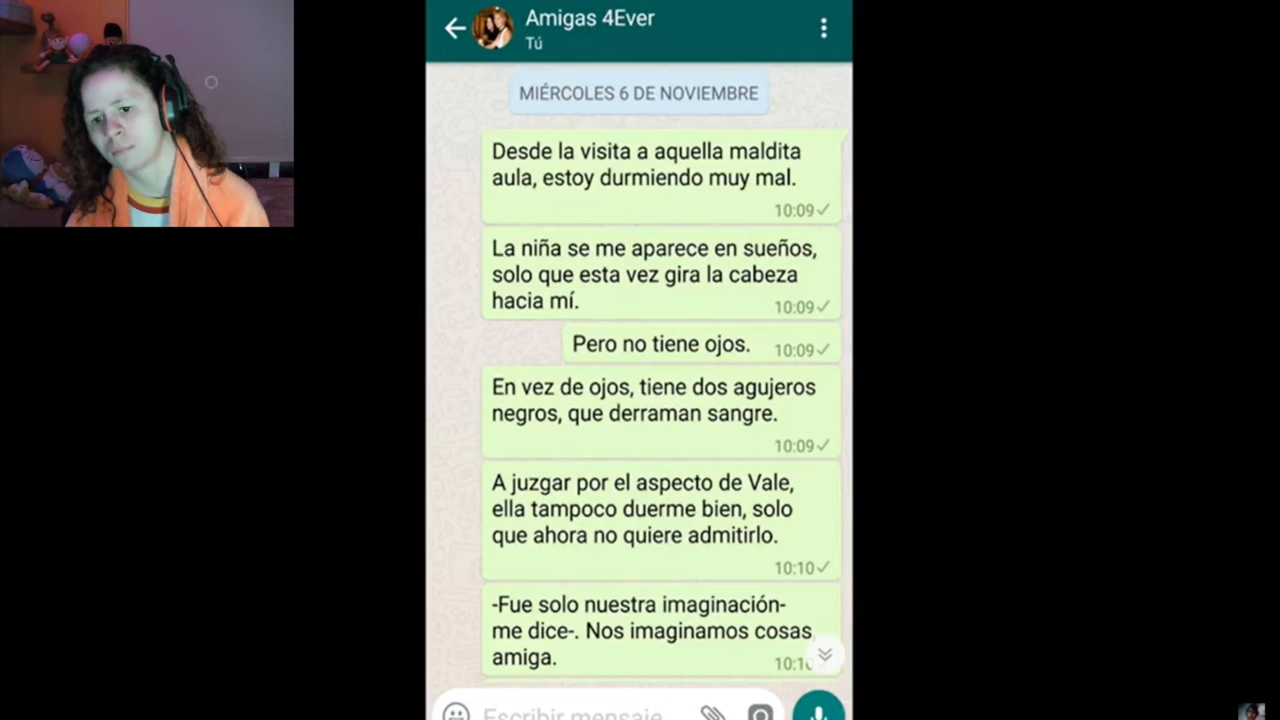 Amigas 4Ever
Tú
MIÉRCOLES 6 DE NOVIEMBRE
Desde la visita a aquella maldita
aula, estoy durmiendo muy mal.
10:09
La niña se me aparece en sueños,
solo que esta vez gira la cabeza
hacia mí.
10:09
Pero no tiene ojos.
10:09
En vez de ojos, tiene dos agujeros
negros, que derraman sangre.
10:09
A juzgar por el aspecto de Vale,
ella tampoco duerme bien, solo
que ahora no quiere admitirlo.
10:10
-Fue solo nuestra imaginación-
me dice-. Nos imaginamos cosas,
amiga.
10:10
Escribir mensaje